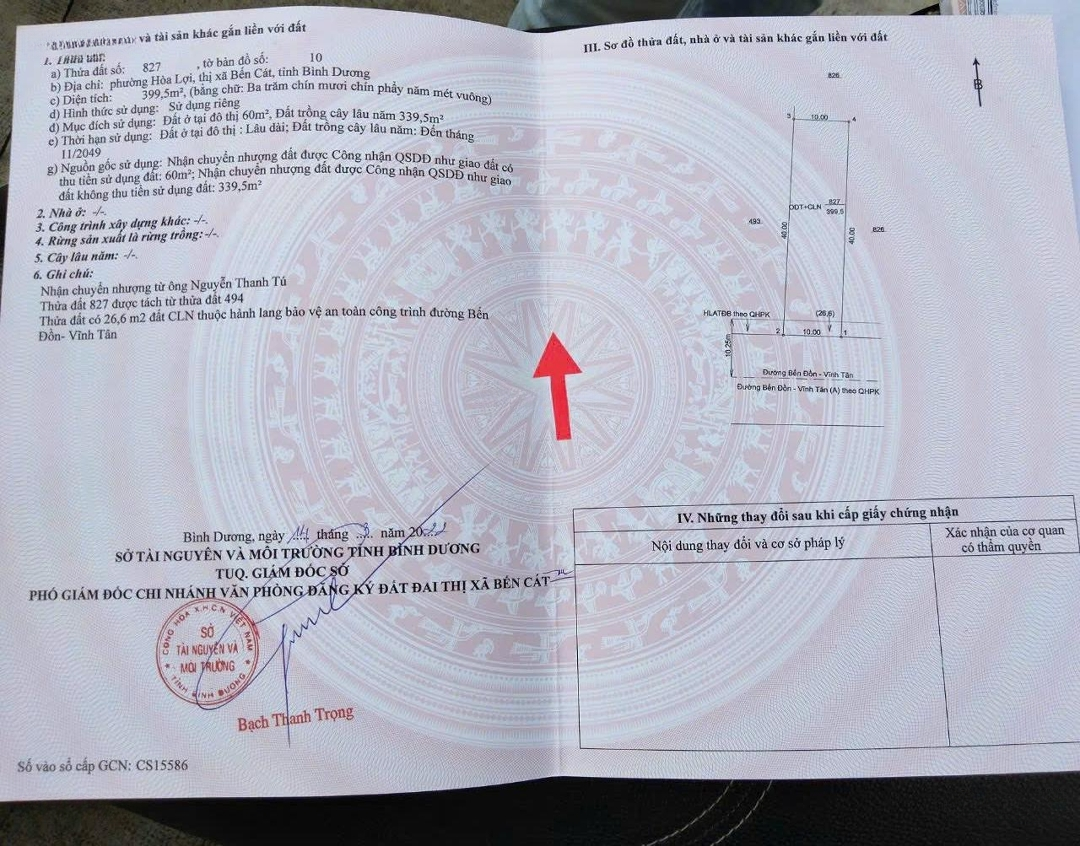 và tài sản khác gắn liền với đất
a) Thửa đất số: 827 , tờ bản đồ số: 10
b) Địa chỉ: phường Hòa Lợi, thị xã Bến Cát, tỉnh Bình Dương
c) Diện tích: 399,5m², (bằng chữ: Ba trăm chín mươi chín phẩy năm mét vuông)
d) Hình thức sử dụng: Sử dụng riêng
đ) Mục đích sử dụng: Đất ở tại đô thị 60m², Đất trồng cây lâu năm 339,5m²
e) Thời hạn sử dụng: Đất ở tại đô thị : Lâu dài; Đất trồng cây lâu năm: Đến tháng
11/2049
g) Nguồn gốc sử dụng: Nhận chuyển nhượng đất được Công nhận QSDĐ như giao đất có
thu tiền sử dụng đất: 60m²; Nhận chuyển nhượng đất được Công nhận QSDĐ như giao
đất không thu tiền sử dụng đất: 339,5m²
2. Nhà ở: -/-.
3. Công trình xây dựng khác: -/-.
4. Rừng sản xuất là rừng trồng:-/-.
5. Cây lâu năm: -/-.
6. Ghi chú:
Nhận chuyển nhượng từ ông Nguyễn Thanh Tú
Thửa đất 827 được tách từ thửa đất 494
Thửa đất có 26,6 m2 đất CLN thuộc hành lang bảo vệ an toàn công trình đường Bến
Đồn- Vĩnh Tân
Bình Dương, ngày tháng năm 20
SỞ TÀI NGUYÊN VÀ MÔI TRƯỜNG TỈNH BÌNH DƯƠNG
TUQ. GIÁM ĐỐC SỞ
PHÓ GIÁM ĐỐC CHI NHÁNH VĂN PHÒNG ĐĂNG KÝ ĐẤT ĐAI THỊ XÃ BẾN CÁT
CỘNG HÒA X.H.C.N VIỆT NAM
SỞ
TÀI NGUYÊN VÀ
MÔI TRƯỜNG
TỈNH BÌNH DƯƠNG
Bạch Thanh Trọng
Số vào sổ cấp GCN: CS15586
III. Sơ đồ thửa đất, nhà ở và tài sản khác gắn liền với đất
B
826
3 10.00 4
ODT+CLN 827
399.5
493
40.00
40.00
826
HLATĐB theo QHPK (26,6)
2 10.00 1
10,25m
Đường Bến Đồn - Vĩnh Tân
Đường Bến Đồn - Vĩnh Tân (A) theo QHPK
IV. Những thay đổi sau khi cấp giấy chứng nhận
Nội dung thay đổi và cơ sở pháp lý
Xác nhận của cơ quan
có thẩm quyền